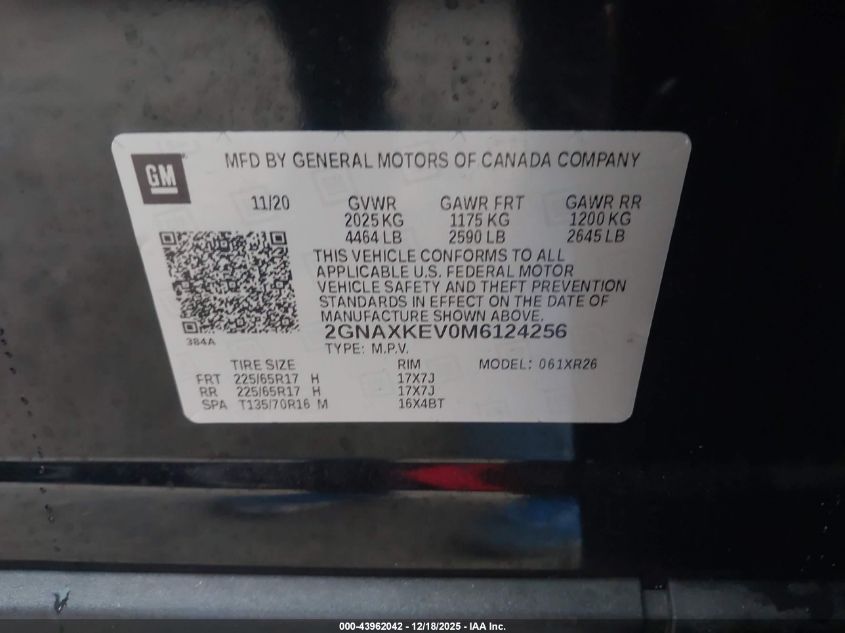 GM
MFD BY GENERAL MOTORS OF CANADA COMPANY
11/20 GVWR GAWR FRT GAWR RR
2025 KG 1175 KG 1200 KG
4464 LB 2590 LB 2645 LB
THIS VEHICLE CONFORMS TO ALL
APPLICABLE U.S. FEDERAL MOTOR
VEHICLE SAFETY AND THEFT PREVENTION
STANDARDS IN EFFECT ON THE DATE OF
MANUFACTURE SHOWN ABOVE.
384A
2GNAXKEV0M6124256
TYPE: M.P.V.
TIRE SIZE RIM MODEL: 061XR26
FRT 225/65R17 H 17X7J
RR 225/65R17 H 17X7J
SPA T135/70R16 M 16X4BT
000-43962042 - 12/18/2025 - IAA Inc.